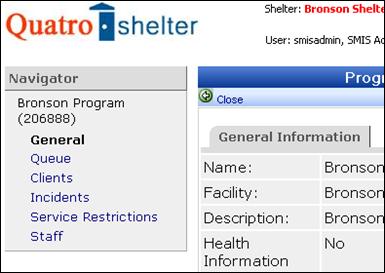 Quatro shelter
Shelter: Bronson Shelte
User: smisadmin, SMIS Ad
Navigator
Bronson Program
(206888)
General
Queue
Clients
Incidents
Service Restrictions
Staff
Prog
Close
General Information
Name: Bronson
Facility: Bronson
Description: Bronson
Health No
Information